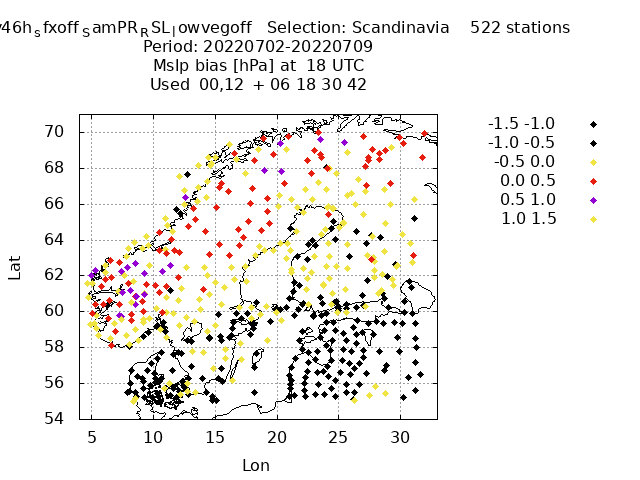 46h_sfxoff_SamPR_RSL_lowvegoff Selection: Scandinavia 522 stations
Period: 20220702-20220709
Mslp bias [hPa] at 18 UTC
Used 00,12 + 06 18 30 42
-1.5 -1.0
-1.0 -0.5
-0.5 0.0
0.0 0.5
0.5 1.0
1.0 1.5
70
68
66
64
62
60
58
56
54
Lat
5 10 15 20 25 30
Lon